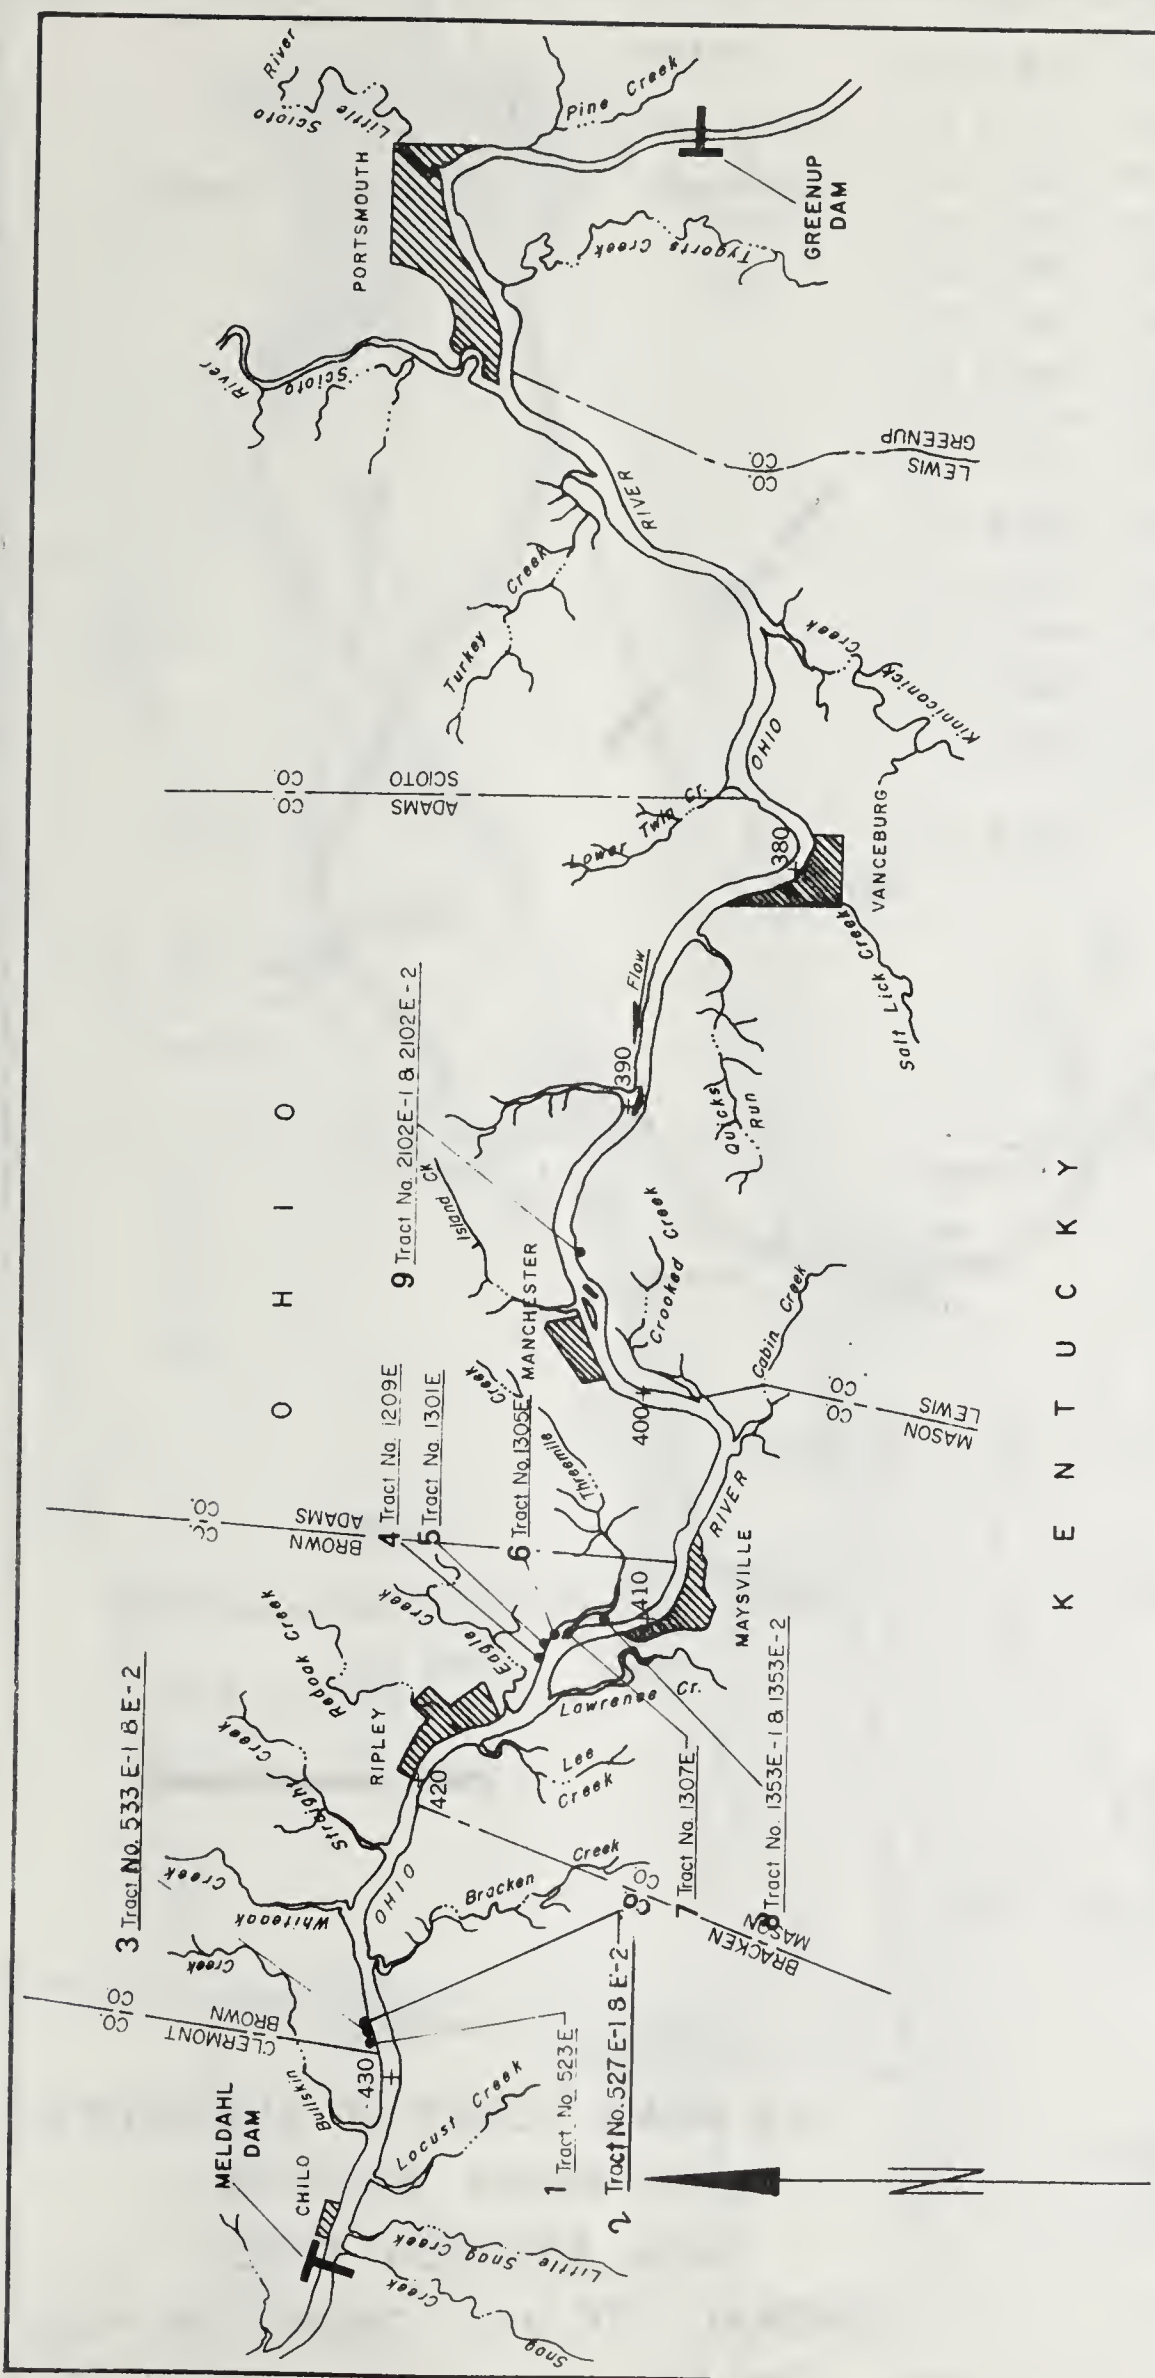 MELDAHL
DAM
CHILO
Snag
Creek
Little Snag Creek
Locust Creek
Bullskin
Creek
430
CLERMONT CO.
BROWN CO.
1 Tract No. 523E
2 Tract No. 527 E-1 & E-2
3 Tract No. 533 E-1 & E-2
Whiteoak
Creek
OHIO
Bracken
Creek
Straight
Creek
BRACKEN CO.
MASON CO.
420
RIPLEY
Redoak Creek
Lee
Creek
Eagle
Creek
Lawrence Cr.
4 Tract No. 1209E
5 Tract No. 1301E
6 Tract No. 1305E
7 Tract No. 1307E
8 Tract No. 1353E-1 & 1353E-2
410
MAYSVILLE
BROWN CO.
ADAMS CO.
Threemile
Creek
RIVER
O H I O
MANCHESTER
400
Cabin Creek
MASON CO.
LEWIS CO.
Crooked
Creek
Island CK
9 Tract No. 2102E-1 & 2102E-2
390
Flow
Quicks
Run
K E N T U C K Y
Salt Lick Creek
VANCEBURG
380
Lower Twin Cr.
ADAMS CO.
SCIOTO CO.
OHIO
Kinniconick
Creek
Turkey
Creek
RIVER
LEWIS CO.
GREENUP CO.
Scioto
River
PORTSMOUTH
Little
Scioto
River
Tygarts Creek
Pine Creek
GREENUP
DAM
N